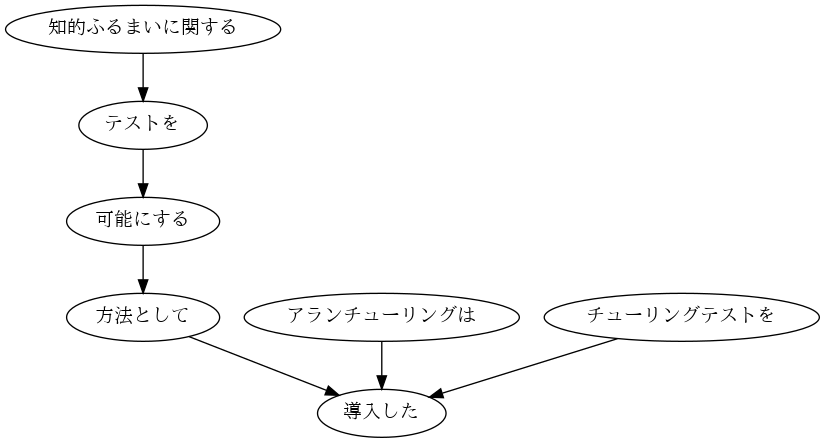 知的ふるまいに関する
テストを
可能にする
方法として
アランチューリングは
チューリングテストを
導入した